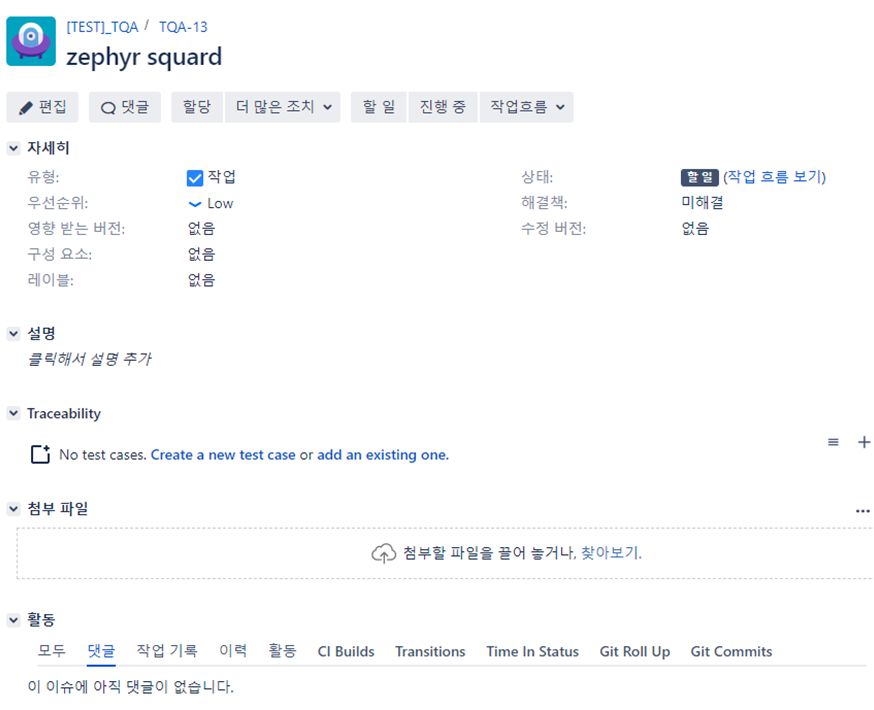 [TEST]_TQA / TQA-13
zephyr squard
편집 댓글 할당 더 많은 조치 할 일 진행 중 작업흐름
자세히
유형: 작업 상태: 할 일 (작업 흐름 보기)
우선순위: Low 해결책: 미해결
영향 받는 버전: 없음 수정 버전: 없음
구성 요소: 없음
레이블: 없음
설명
클릭해서 설명 추가
Traceability
No test cases. Create a new test case or add an existing one.
첨부 파일
첨부할 파일을 끌어 놓거나, 찾아보기.
활동
모두 댓글 작업 기록 이력 활동 CI Builds Transitions Time In Status Git Roll Up Git Commits
이 이슈에 아직 댓글이 없습니다.